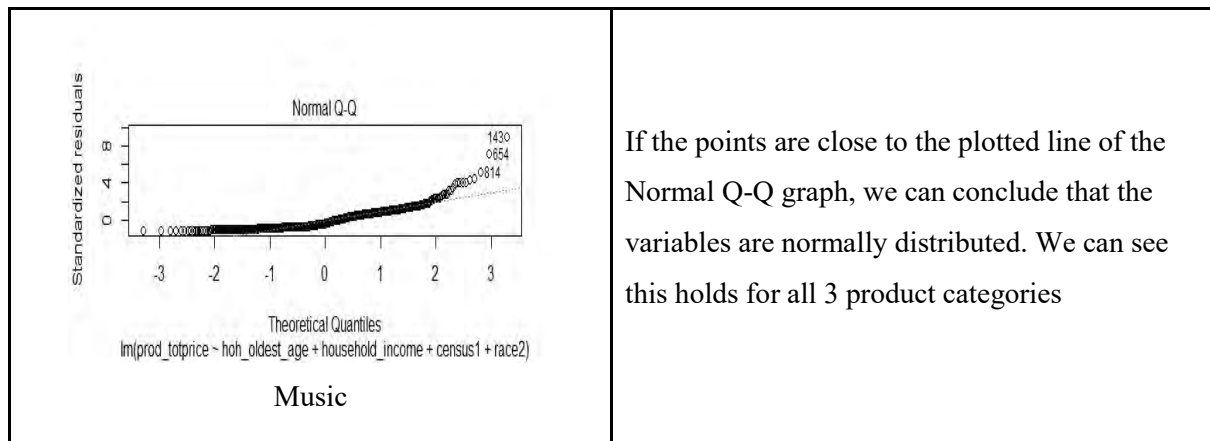 Normal Q-Q
Standardized residuals
8
4
0
143
654
814
-3 -2 -1 0 1 2 3
Theoretical Quantiles
lm(prod_totprice ~ hoh_oldest_age + household_income + census1 + race2)
Music
If the points are close to the plotted line of the
Normal Q-Q graph, we can conclude that the
variables are normally distributed. We can see
this holds for all 3 product categories